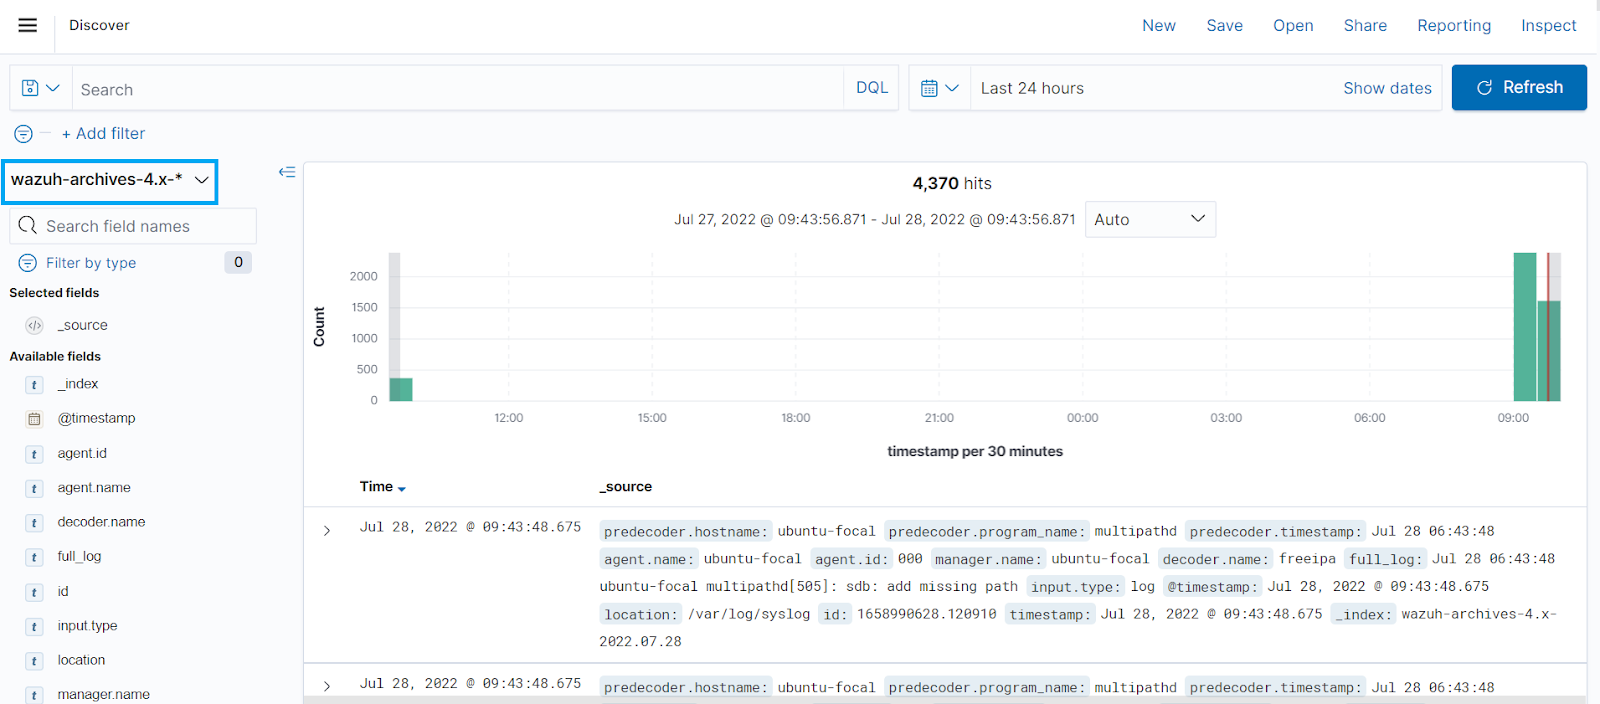 Discover
New Save Open Share Reporting Inspect
Search DQL Last 24 hours Show dates Refresh
+ Add filter
wazuh-archives-4.x-*
Search field names
Filter by type 0
Selected fields
_source
Available fields
_index
@timestamp
agent.id
agent.name
decoder.name
full_log
id
input.type
location
manager.name
4,370 hits
Jul 27, 2022 @ 09:43:56.871 - Jul 28, 2022 @ 09:43:56.871 Auto
Count
2000
1500
1000
500
0
12:00 15:00 18:00 21:00 00:00 03:00 06:00 09:00
timestamp per 30 minutes
Time _source
Jul 28, 2022 @ 09:43:48.675 predecoder.hostname: ubuntu-focal predecoder.program_name: multipathd predecoder.timestamp: Jul 28 06:43:48
agent.name: ubuntu-focal agent.id: 000 manager.name: ubuntu-focal decoder.name: freeipa full_log: Jul 28 06:43:48
ubuntu-focal multipathd[505]: sdb: add missing path input.type: log @timestamp: Jul 28, 2022 @ 09:43:48.675
location: /var/log/syslog id: 1658990628.120910 timestamp: Jul 28, 2022 @ 09:43:48.675 _index: wazuh-archives-4.x-
2022.07.28
Jul 28, 2022 @ 09:43:48.675 predecoder.hostname: ubuntu-focal predecoder.program_name: multipathd predecoder.timestamp: Jul 28 06:43:48